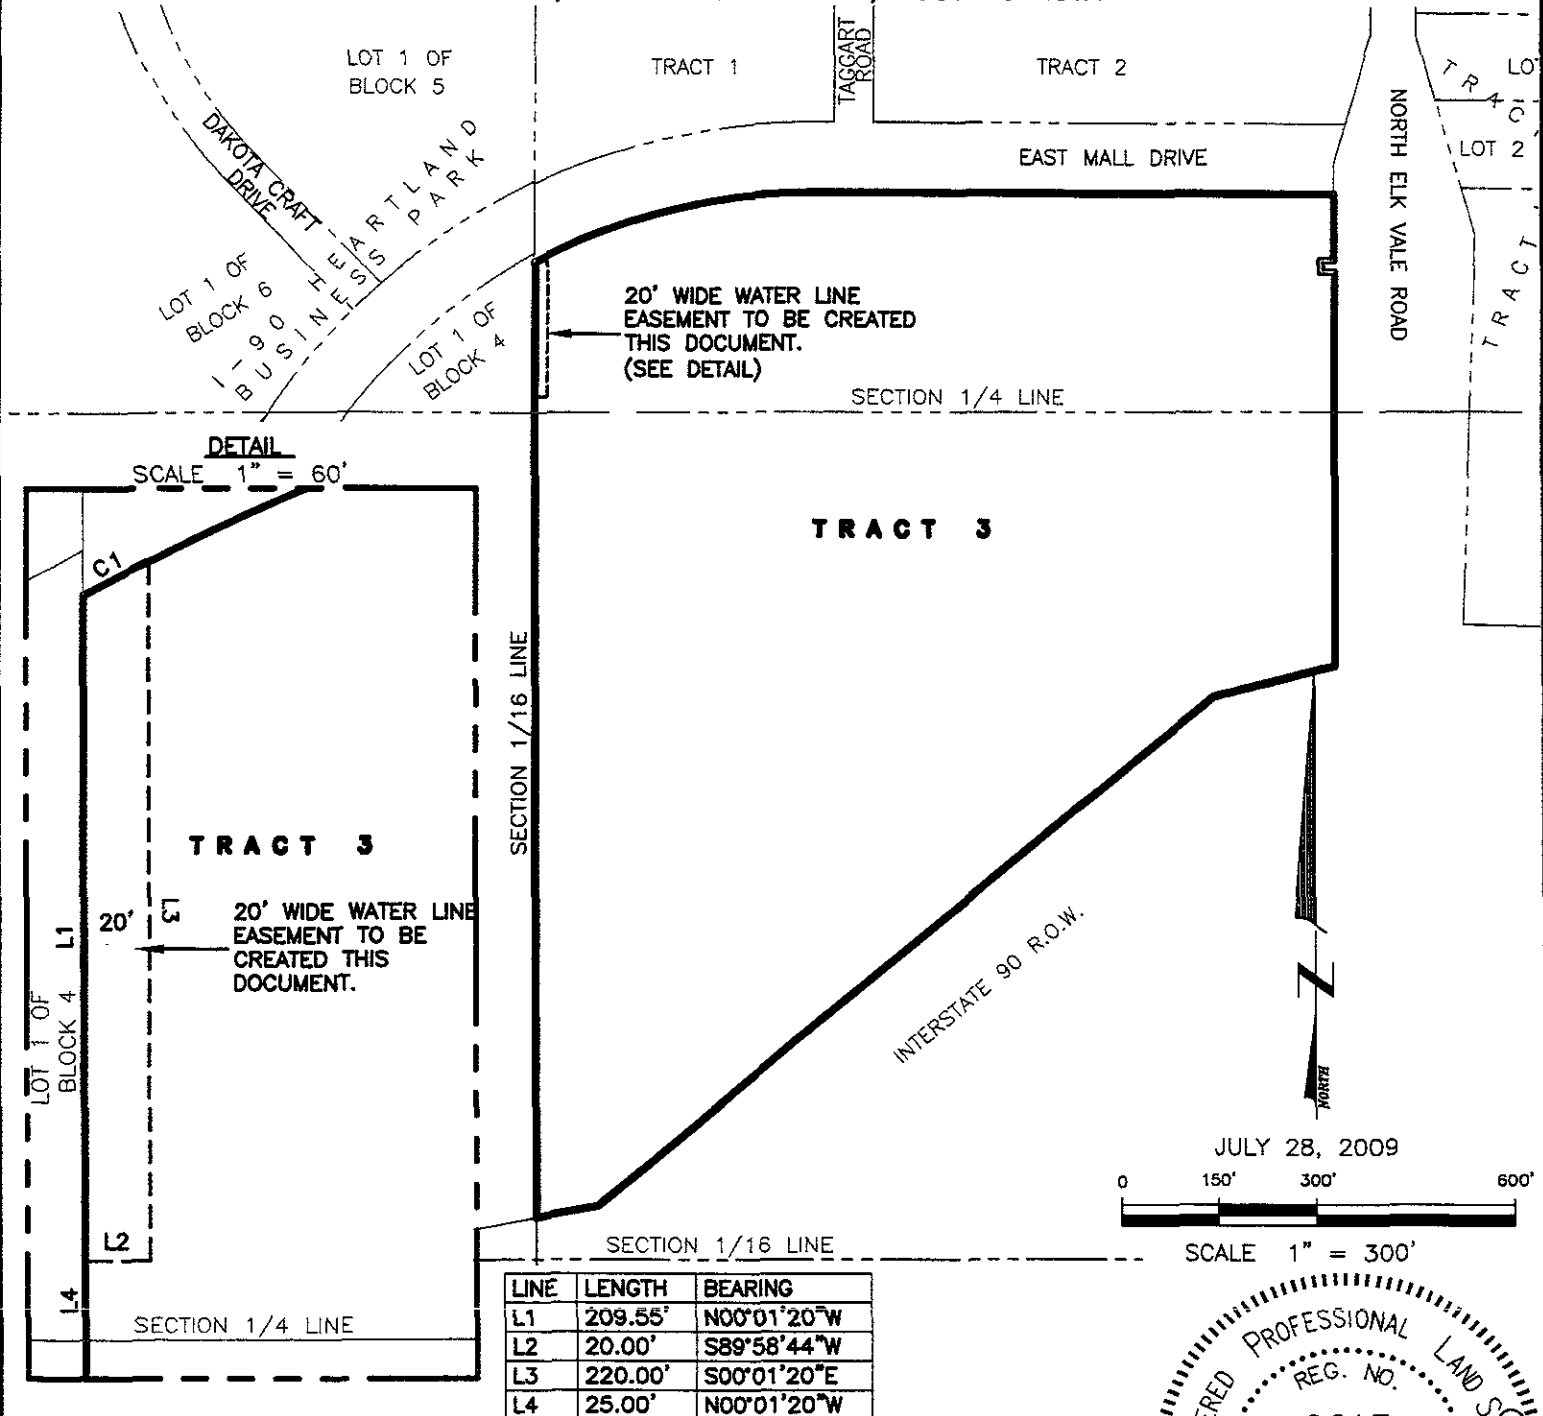 LOT 1 OF
BLOCK 5
TRACT 1
TAGGART
ROAD
TRACT 2
TRACT
LOT 2
NORTH ELK VALE ROAD
TRACT
EAST MALL DRIVE
DAKOTA CRAFT
DRIVE
I-90 HEARTLAND
BUSINESS PARK
LOT 1 OF
BLOCK 6
LOT 1 OF
BLOCK 4
20' WIDE WATER LINE
EASEMENT TO BE CREATED
THIS DOCUMENT.
(SEE DETAIL)
SECTION 1/4 LINE
DETAIL
SCALE 1" = 60'
C1
TRACT 3
SECTION 1/16 LINE
TRACT 3
L1
20'
L3
20' WIDE WATER LINE
EASEMENT TO BE
CREATED THIS
DOCUMENT.
LOT 1 OF
BLOCK 4
L2
L4
SECTION 1/4 LINE
INTERSTATE 90 R.O.W.
N
NORTH
JULY 28, 2009
0 150' 300' 600'
SCALE 1" = 300'
SECTION 1/16 LINE
LINE LENGTH BEARING
L1 209.55' N00°01'20"W
L2 20.00' S89°58'44"W
L3 220.00' S00°01'20"E
L4 25.00' N00°01'20"W
PROFESSIONAL LAND
REG. NO.